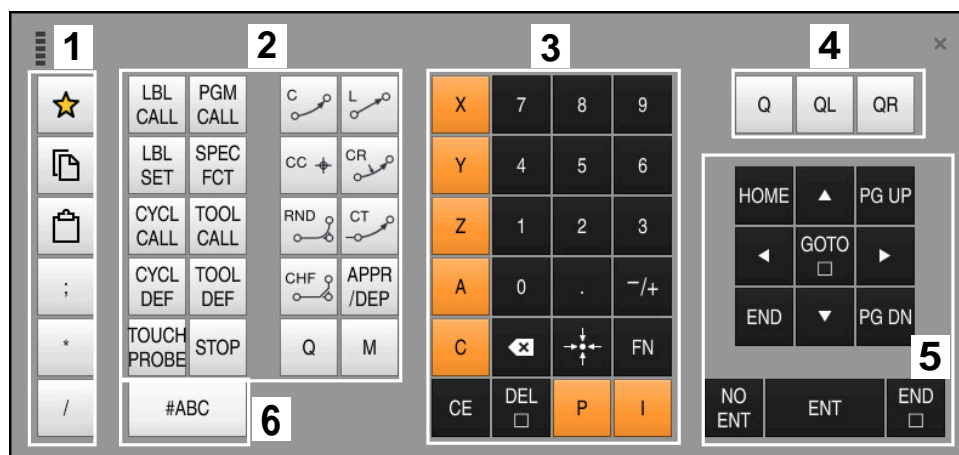 1
2
3
4
×
LBL CALL
PGM CALL
C
L
X
7
8
9
Q
QL
QR
LBL SET
SPEC FCT
CC
CR
Y
4
5
6
HOME
▲
PG UP
CYCL CALL
TOOL CALL
RND
CT
Z
1
2
3
◄
GOTO
□
►
;
CYCL DEF
TOOL DEF
CHF
APPR /DEP
A
0
.
−/+
END
▼
PG DN
*
TOUCH PROBE
STOP
Q
M
C
FN
5
/
#ABC
6
CE
DEL
□
P
I
NO ENT
ENT
END
□